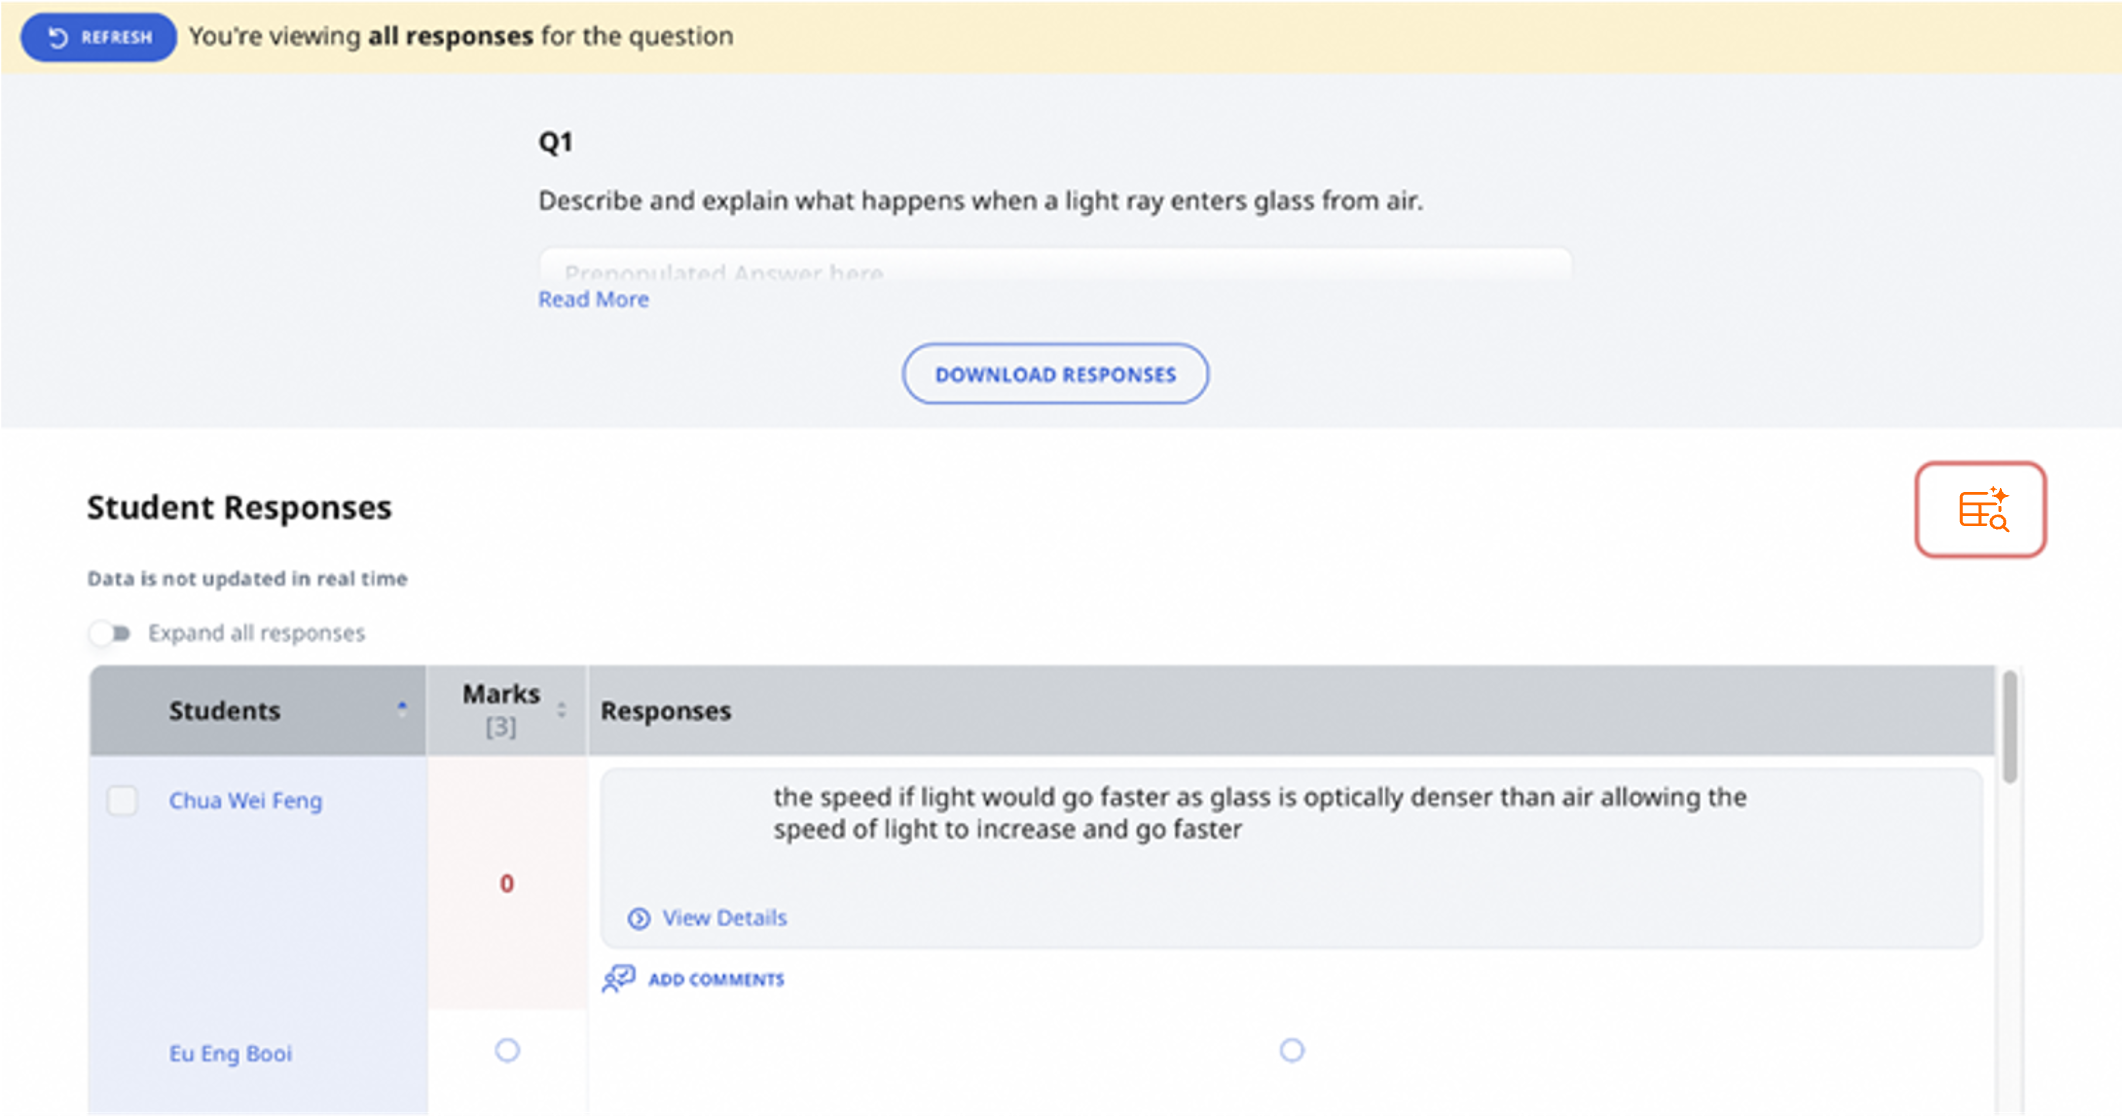 REFRESH You're viewing all responses for the question
Q1
Describe and explain what happens when a light ray enters glass from air.
Prepopulated Answer here
Read More
DOWNLOAD RESPONSES
Student Responses
Data is not updated in real time
Expand all responses
Students
Marks
[3]
Responses
Chua Wei Feng
0
the speed if light would go faster as glass is optically denser than air allowing the
speed of light to increase and go faster
View Details
ADD COMMENTS
Eu Eng Booi